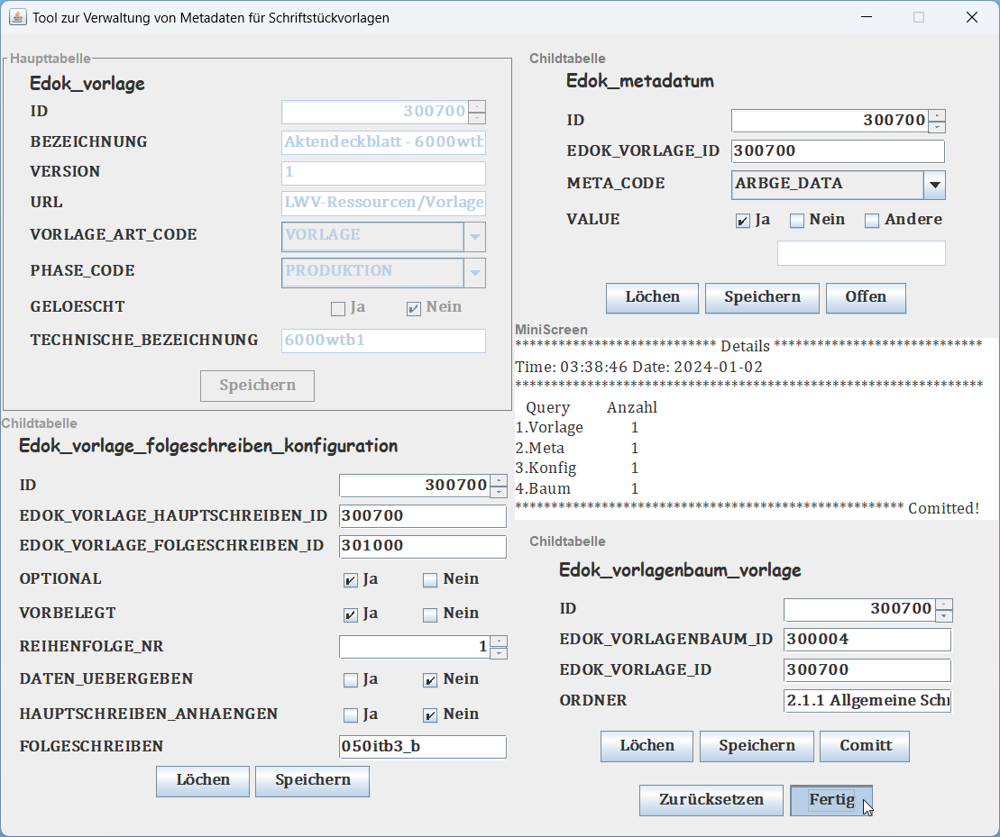 Tool zur Verwaltung von Metadaten für Schriftstückvorlagen
Haupttabelle
Edok_vorlage
ID 300700
BEZEICHNUNG Aktendeckblatt - 6000wtb
VERSION 1
URL LWV-Ressourcen/Vorlage
VORLAGE_ART_CODE VORLAGE
PHASE_CODE PRODUKTION
GELOESCHT Ja Nein
TECHNISCHE_BEZEICHNUNG 6000wtb1
Speichern
Childtabelle
Edok_vorlage_folgeschreiben_konfiguration
ID 300700
EDOK_VORLAGE_HAUPTSCHREIBEN_ID 300700
EDOK_VORLAGE_FOLGESCHREIBEN_ID 301000
OPTIONAL Ja Nein
VORBELEGT Ja Nein
REIHENFOLGE_NR 1
DATEN_UEBERGEBEN Ja Nein
HAUPTSCHREIBEN_ANHAENGEN Ja Nein
FOLGESCHREIBEN 050itb3_b
Löchen Speichern
Childtabelle
Edok_metadatum
ID 300700
EDOK_VORLAGE_ID 300700
META_CODE ARBGE_DATA
VALUE Ja Nein Andere
Löchen Speichern Offen
MiniScreen
*************************** Details ****************************
Time: 03:38:46 Date: 2024-01-02
***************************************************************
Query Anzahl
1.Vorlage 1
2.Meta 1
3.Konfig 1
4.Baum 1
**************************************************** Comitted!
Childtabelle
Edok_vorlagenbaum_vorlage
ID 300700
EDOK_VORLAGENBAUM_ID 300004
EDOK_VORLAGE_ID 300700
ORDNER 2.1.1 Allgemeine Schr
Löchen Speichern Comitt
Zurücksetzen Fertig